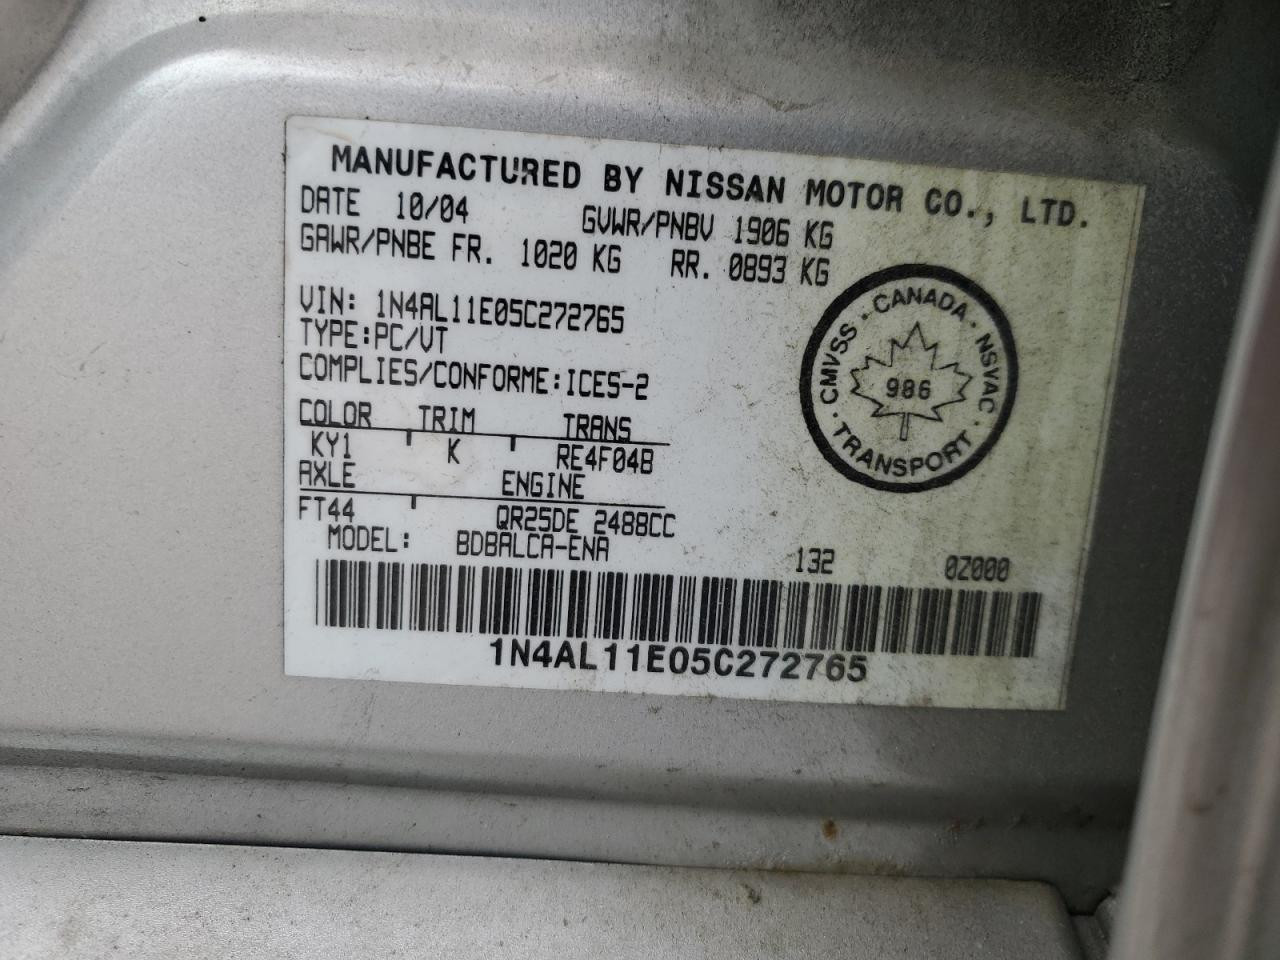 MANUFACTURED BY NISSAN MOTOR CO., LTD.
DATE 10/04 GVWR/PNBV 1906 KG
GAWR/PNBE FR. 1020 KG RR. 0893 KG
VIN: 1N4AL11E05C272765
TYPE:PC/VT
COMPLIES/CONFORME:ICES-2
COLOR TRIM TRANS
KY1 K RE4F04B
AXLE ENGINE
FT44 QR25DE 2488CC
MODEL: BDBALCA-ENA 132 0Z000
1N4AL11E05C272765
CMVSS · CANADA · NSVAC · TRANSPORT ·
986